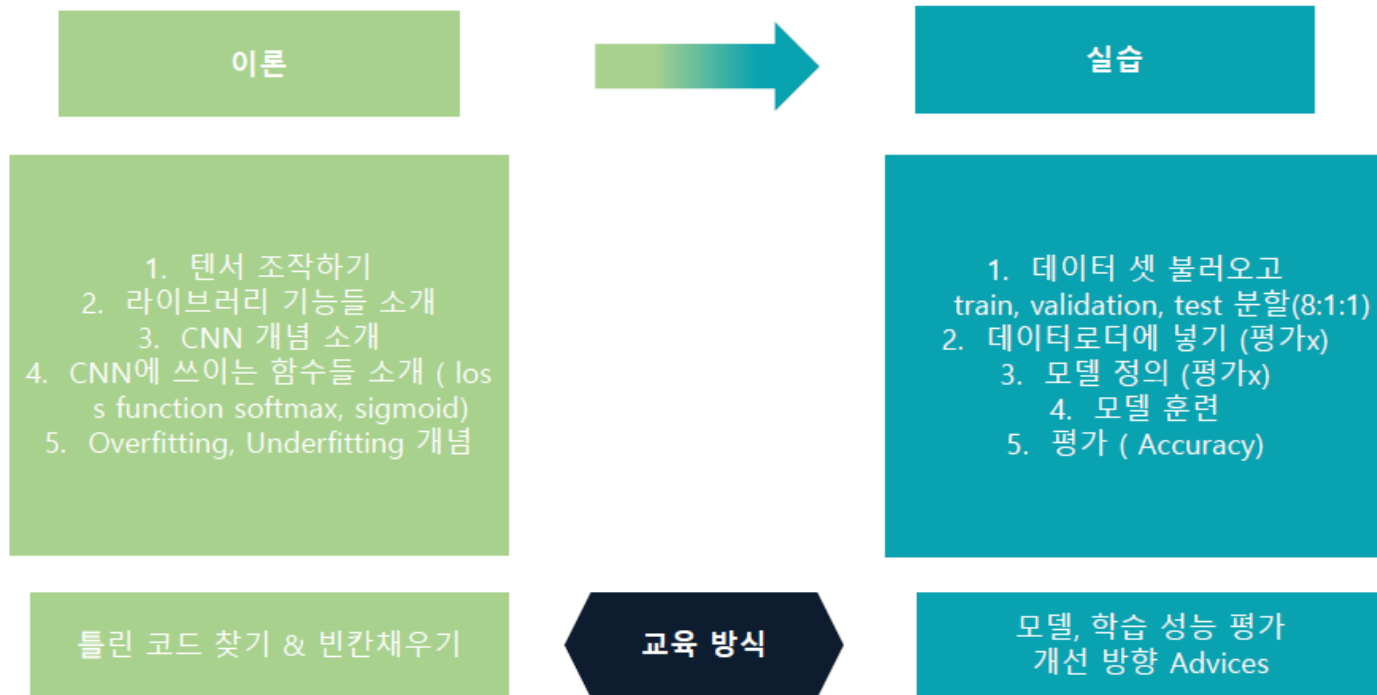 이론
실습
1. 텐서 조작하기
2. 라이브러리 기능들 소개
3. CNN 개념 소개
4. CNN에 쓰이는 함수들 소개 ( los
s function softmax, sigmoid)
5. Overfitting, Underfitting 개념
1. 데이터 셋 불러오고
train, validation, test 분할(8:1:1)
2. 데이터로더에 넣기 (평가x)
3. 모델 정의 (평가x)
4. 모델 훈련
5. 평가 ( Accuracy)
틀린 코드 찾기 & 빈칸채우기
교육 방식
모델, 학습 성능 평가
개선 방향 Advices